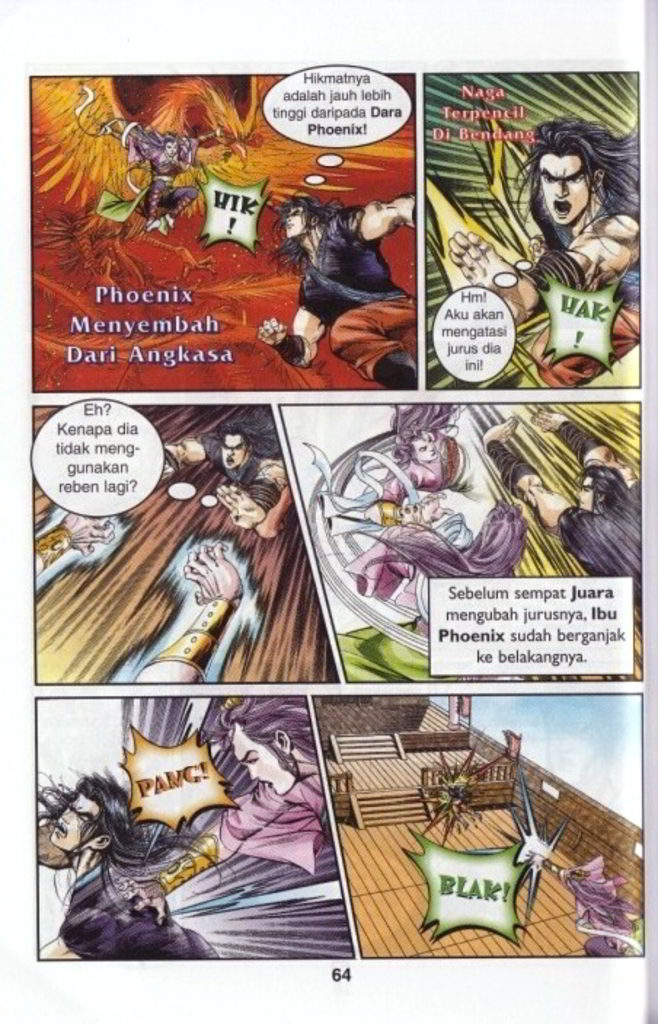 Hikmatnya
adalah jauh lebih
tinggi daripada Dara
Phoenix!
HIK
!
Phoenix
Menyembah
Dari Angkasa
Naga
Terpencil
Di Bendang
Hm!
Aku akan
mengatasi
jurus dia
ini!
HAK
!
Eh?
Kenapa dia
tidak meng-
gunakan
reben lagi?
Sebelum sempat Juara
mengubah jurusnya, Ibu
Phoenix sudah berganjak
ke belakangnya.
PANG!
BLAK!
64